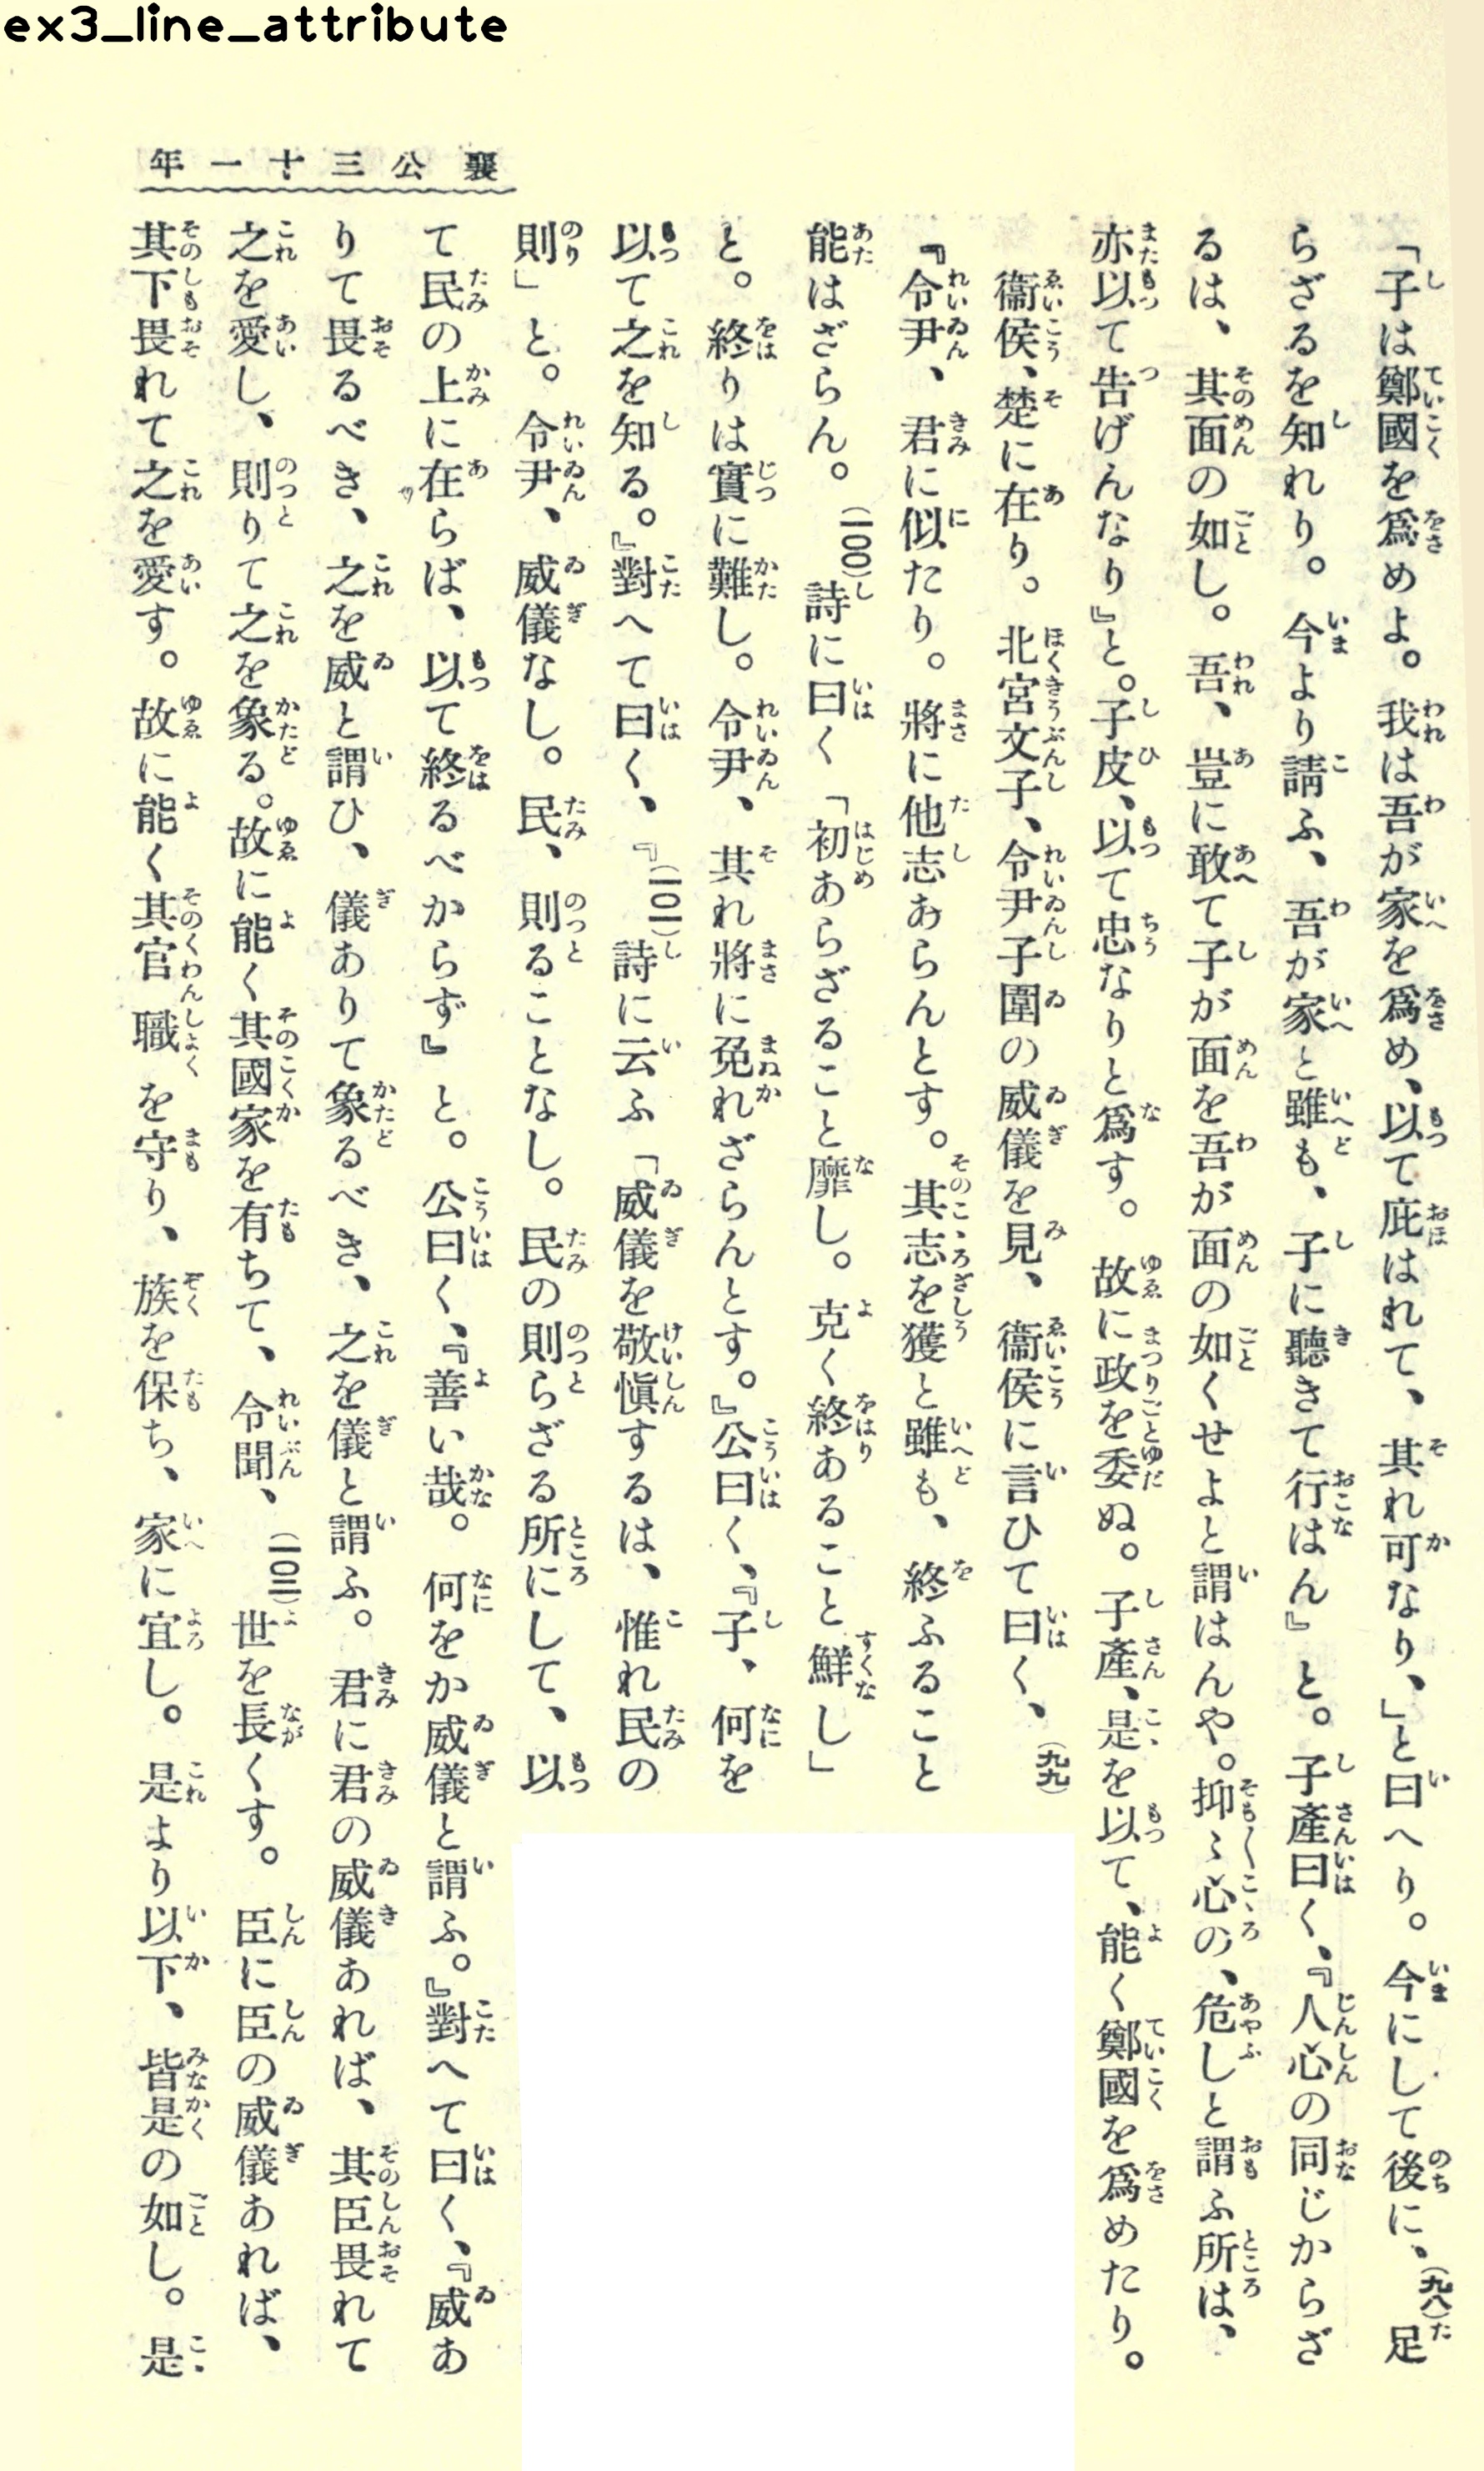 ex3_line_attribute
襄公三十一年
「子は鄭國を爲めよ。我は吾が家を爲め、以て庇はれて、其れ可なり、」と曰へり。今にして後に、(九八)足
らざるを知れり。今より請ふ、吾が家と雖も、子に聽きて行はん』と。子產曰く、『人心の同じからざ
るは、其面の如し。吾、豈に敢て子が面を吾が面の如くせよと謂はんや。抑〻心の、危しと謂ふ所は、
亦以て告げんなり』と。子皮、以て忠なりと爲す。故に政を委ぬ。子產、是を以て、能く鄭國を爲めたり。
衞侯、楚に在り。北宮文子、令尹子圍の威儀を見、衞侯に言ひて曰く、(九九)
『令尹、君に似たり。將に他志あらんとす。其志を獲と雖も、終ふること
能はざらん。(一〇〇)詩に曰く「初あらざること靡し。克く終あること鮮し」
と。終りは實に難し。令尹、其れ將に免れざらんとす。』公曰く、『子、何を
以て之を知る。』對へて曰く、『(一〇一)詩に云ふ「威儀を敬愼するは、惟れ民の
則」と。令尹、威儀なし。民、則ることなし。民の則らざる所にして、以
て民の上に在らば、以て終るべからず』と。公曰く、『善い哉。何をか威儀と謂ふ。』對へて曰く、『威あ
りて畏るべき、之を威と謂ひ、儀ありて象るべき、之を儀と謂ふ。君に君の威儀あれば、其臣畏れて
之を愛し、則りて之を象る。故に能く其國家を有ちて、令聞、(一〇二)世を長くす。臣に臣の威儀あれば、
其下畏れて之を愛す。故に能く其官職を守り、族を保ち、家に宜し。是より以下、皆是の如し。是